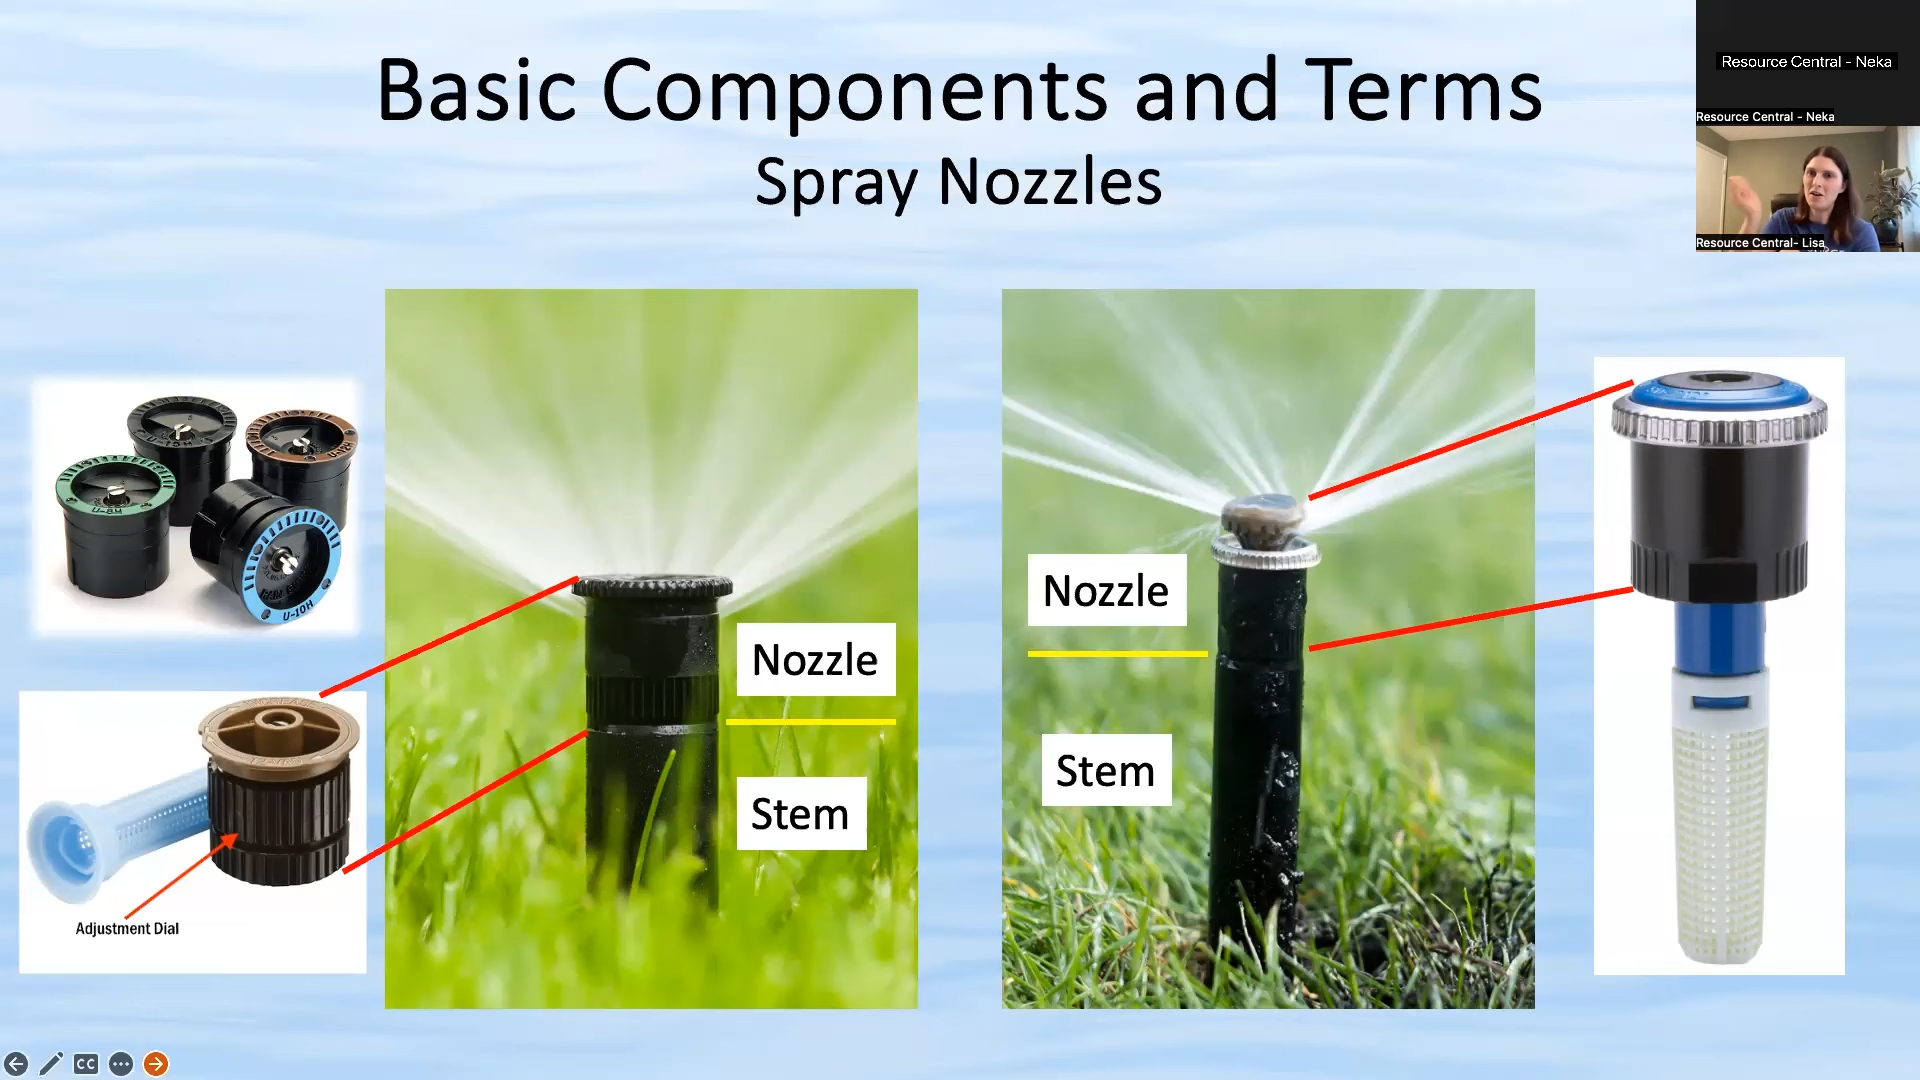 Basic Components and Terms
Spray Nozzles
Resource Central - Neka
Resource Central - Neka
Resource Central- Lisa
U-8H
U-10H
Adjustment Dial
Nozzle
Stem
Nozzle
Stem
CC